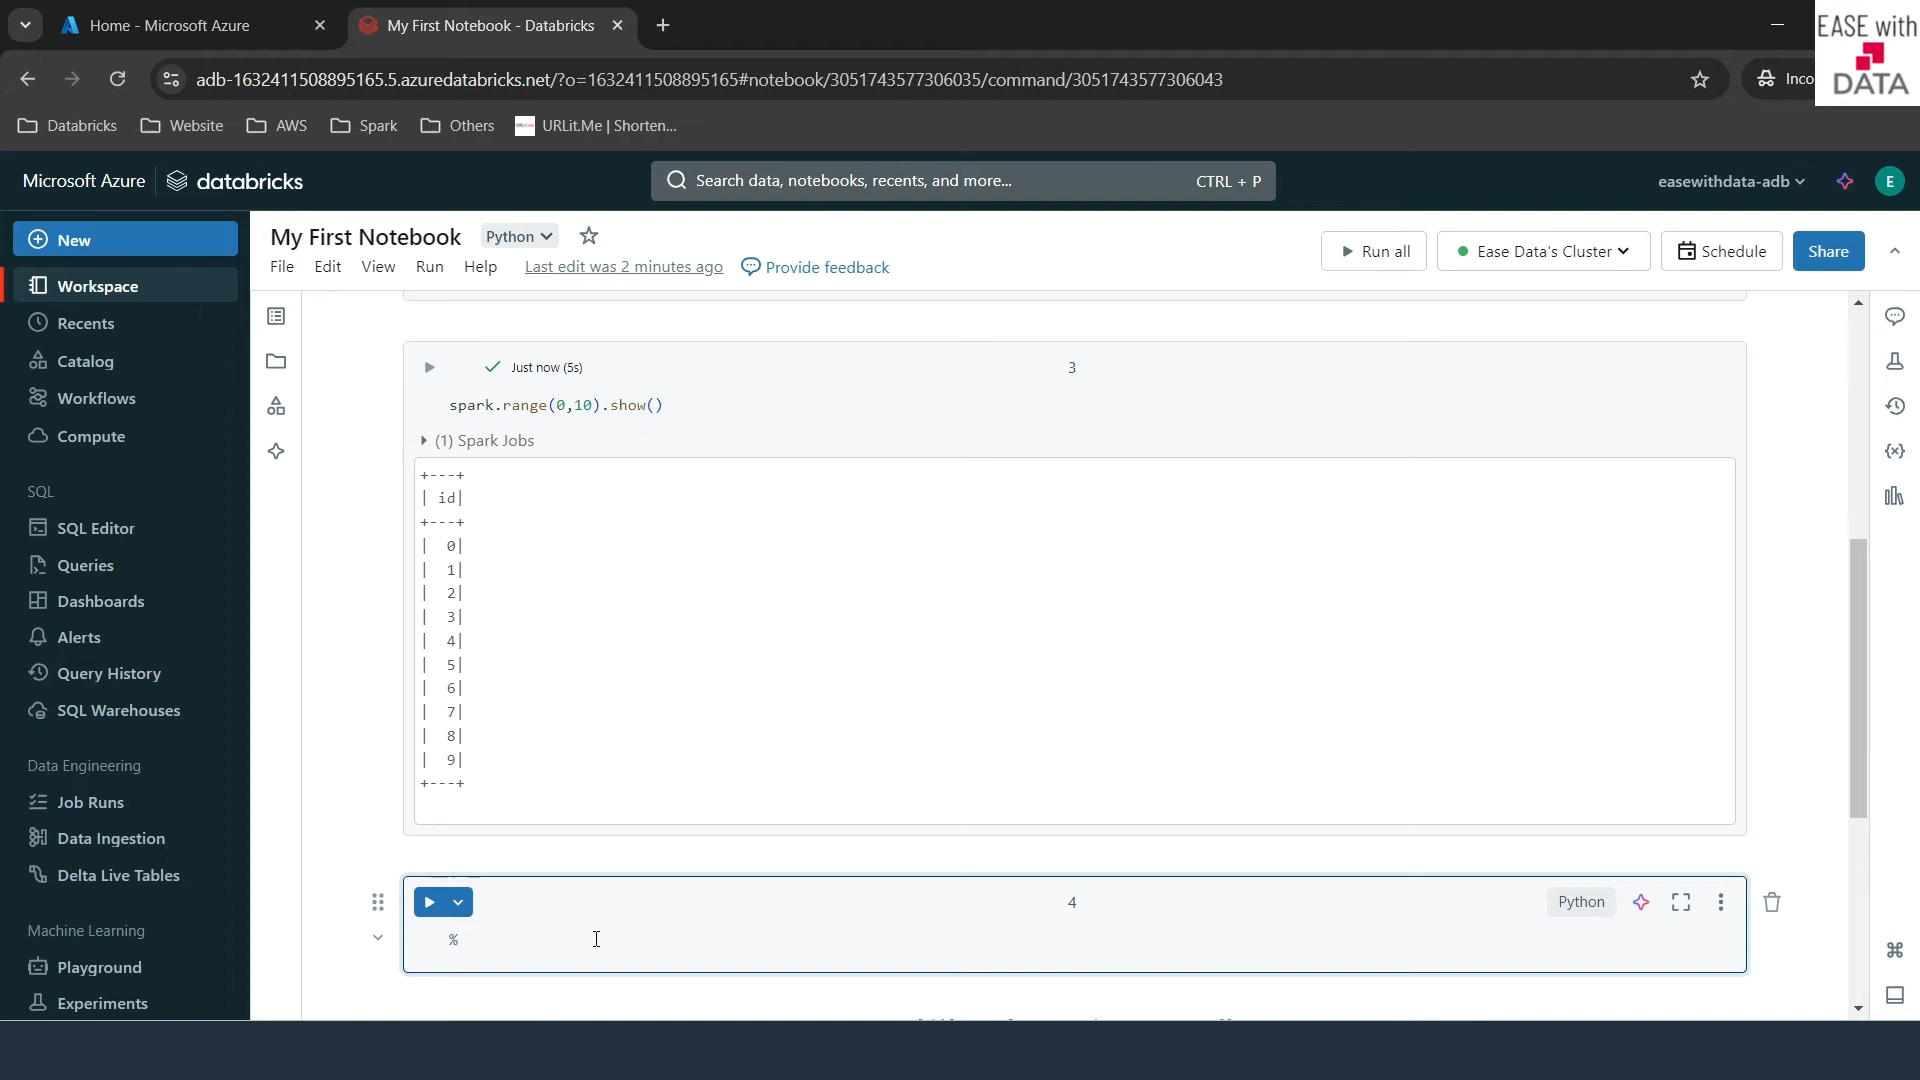 Home - Microsoft Azure
My First Notebook - Databricks
EASE with
DATA
adb-1632411508895165.5.azuredatabricks.net/?o=1632411508895165#notebook/3051743577306035/command/3051743577306043
Inco
Databricks
Website
AWS
Spark
Others
URLit.Me | Shorten...
Microsoft Azure
databricks
Search data, notebooks, recents, and more...
CTRL + P
easewithdata-adb
E
New
Workspace
Recents
Catalog
Workflows
Compute
SQL
SQL Editor
Queries
Dashboards
Alerts
Query History
SQL Warehouses
Data Engineering
Job Runs
Data Ingestion
Delta Live Tables
Machine Learning
Playground
Experiments
My First Notebook
Python
File
Edit
View
Run
Help
Last edit was 2 minutes ago
Provide feedback
Run all
Ease Data's Cluster
Schedule
Share
Just now (5s)
3
spark.range(0,10).show()
(1) Spark Jobs
+---+
| id|
+---+
|  0|
|  1|
|  2|
|  3|
|  4|
|  5|
|  6|
|  7|
|  8|
|  9|
+---+
4
Python
%